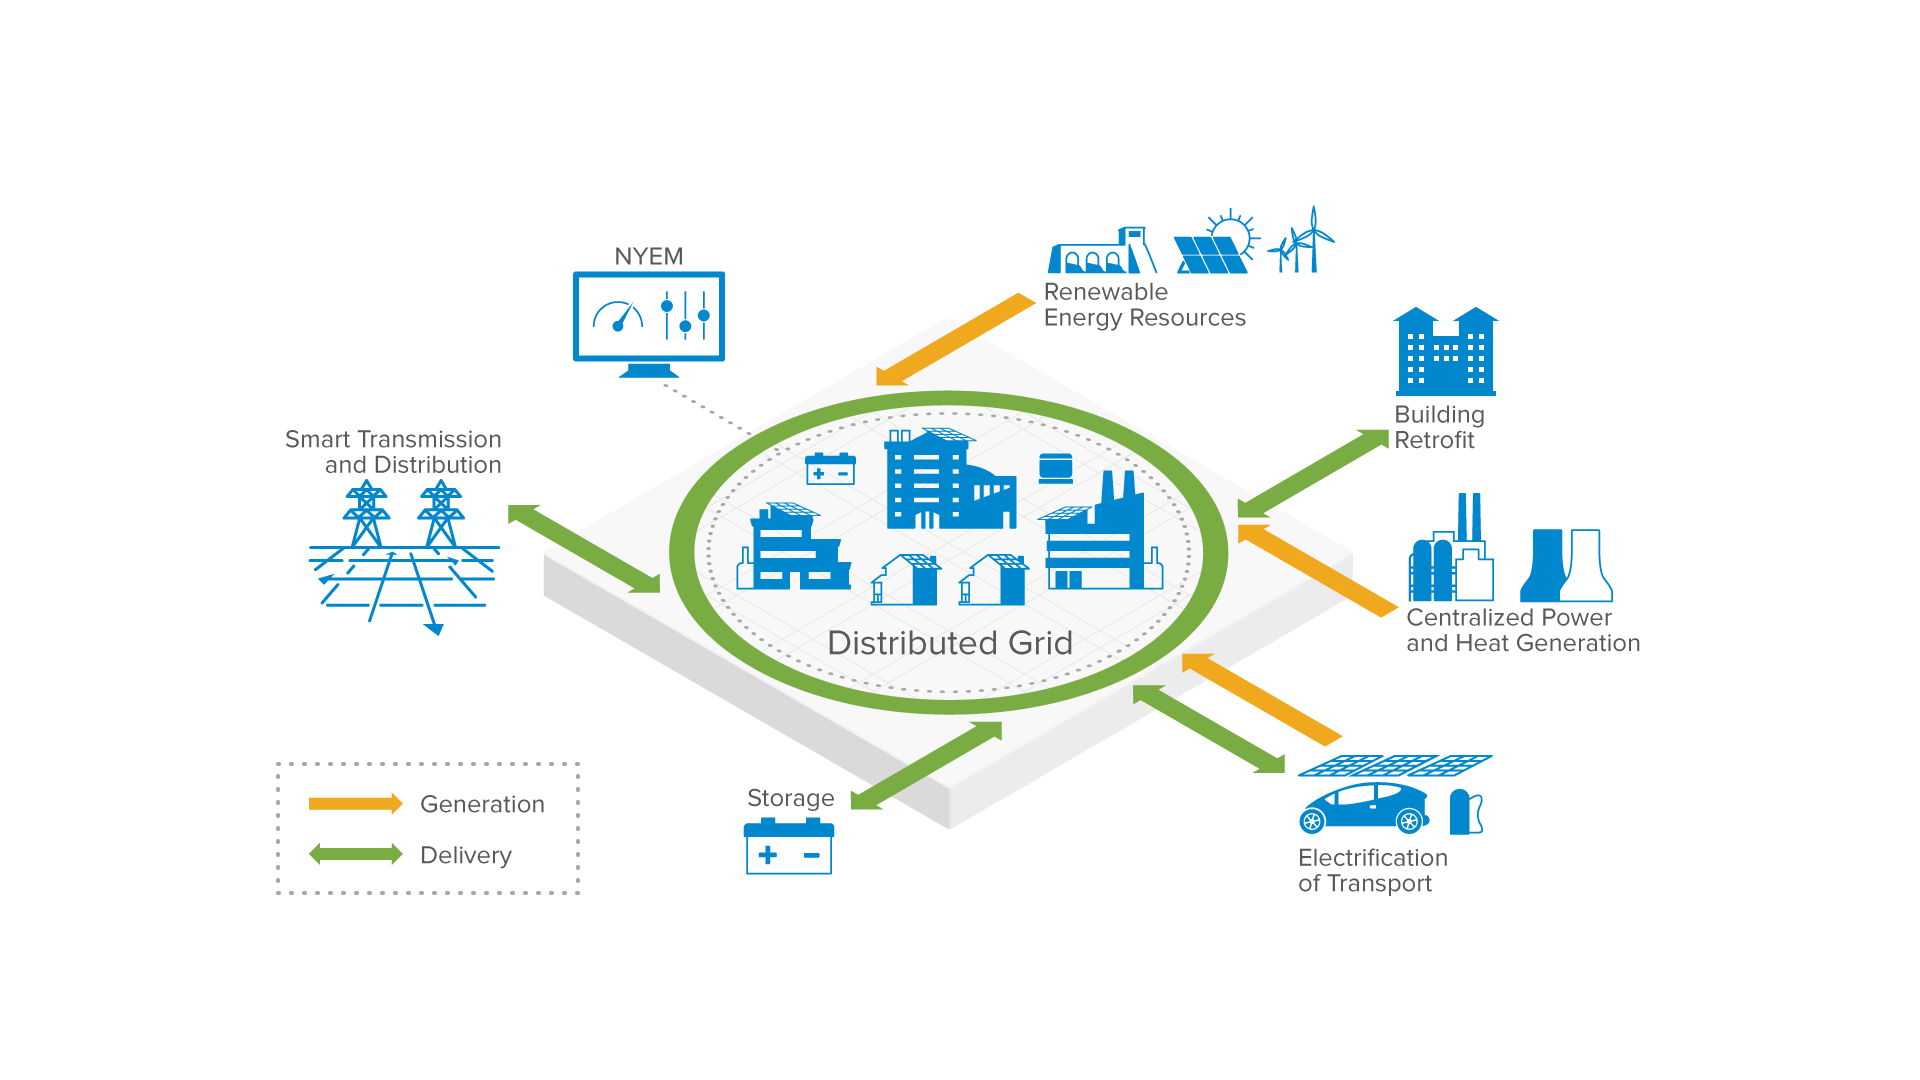 NYEM
Renewable
Energy Resources
Building
Retrofit
Smart Transmission
and Distribution
Centralized Power
and Heat Generation
Distributed Grid
Storage
Electrification
of Transport
Generation
Delivery